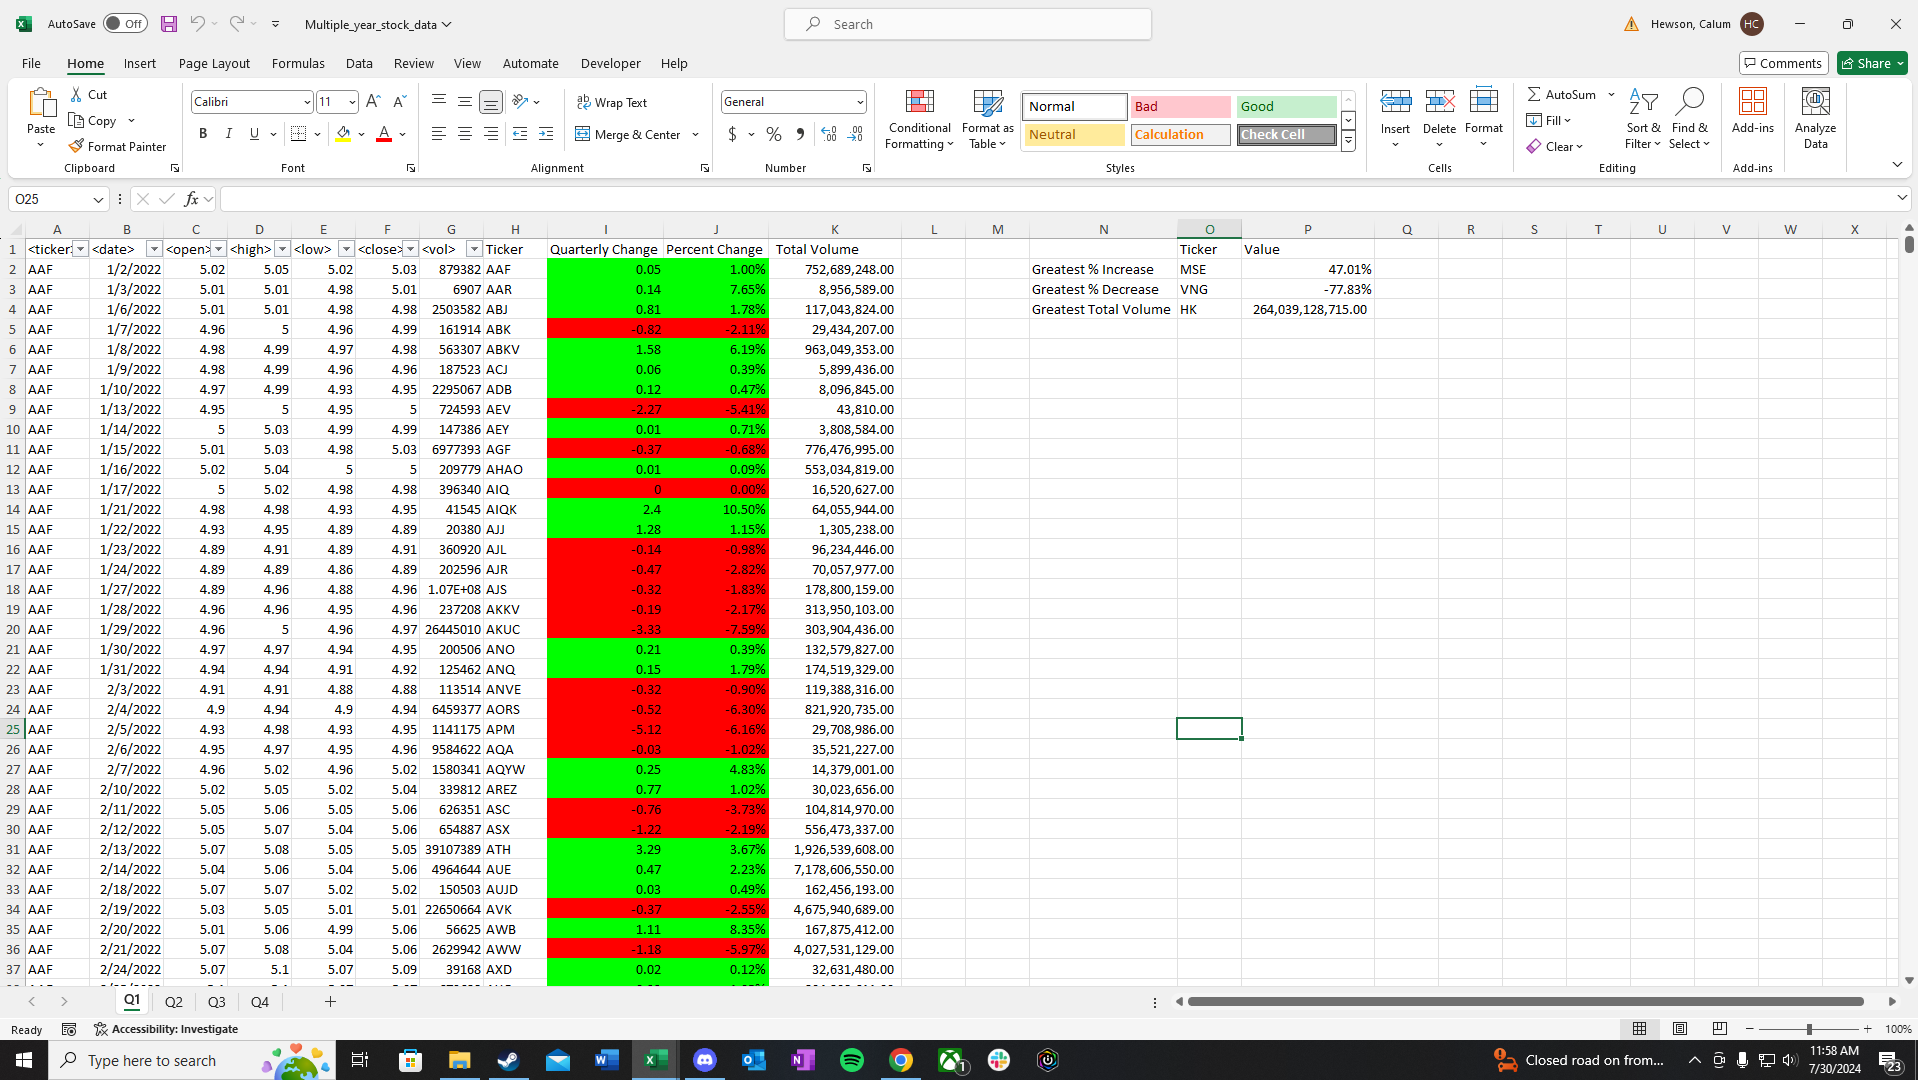 AutoSave Off Multiple_year_stock_data Search Hewson, Calum HC
File Home Insert Page Layout Formulas Data Review View Automate Developer Help Comments Share
Paste Cut Copy Format Painter Clipboard
Calibri 11 B I U A Font
Wrap Text Merge & Center Alignment
General $ % , Number
Conditional Formatting Format as Table Normal Bad Good Neutral Calculation Check Cell Styles
Insert Delete Format Cells
AutoSum Fill Clear Sort & Filter Find & Select Editing
Add-ins Add-ins Analyze Data
O25 fx
A B C D E F G H I J K L M N O P Q R S T U V W X
1 <ticker> <date> <open> <high> <low> <close> <vol> Ticker Quarterly Change Percent Change Total Volume Ticker Value
2 AAF 1/2/2022 5.02 5.05 5.02 5.03 879382 AAF 0.05 1.00% 752,689,248.00 Greatest % Increase MSE 47.01%
3 AAF 1/3/2022 5.01 5.01 4.98 5.01 6907 AAR 0.14 7.65% 8,956,589.00 Greatest % Decrease VNG -77.83%
4 AAF 1/6/2022 5.01 5.01 4.98 4.98 2503582 ABJ 0.81 1.78% 117,043,824.00 Greatest Total Volume HK 264,039,128,715.00
5 AAF 1/7/2022 4.96 5 4.96 4.99 161914 ABK -0.82 -2.11% 29,434,207.00
6 AAF 1/8/2022 4.98 4.99 4.97 4.98 563307 ABKV 1.58 6.19% 963,049,353.00
7 AAF 1/9/2022 4.98 4.99 4.96 4.96 187523 ACJ 0.06 0.39% 5,899,436.00
8 AAF 1/10/2022 4.97 4.99 4.93 4.95 2295067 ADB 0.12 0.47% 8,096,845.00
9 AAF 1/13/2022 4.95 5 4.95 5 724593 AEV -2.27 -5.41% 43,810.00
10 AAF 1/14/2022 5 5.03 4.99 4.99 147386 AEY 0.01 0.71% 3,808,584.00
11 AAF 1/15/2022 5.01 5.03 4.98 5.03 6977393 AGF -0.37 -0.68% 776,476,995.00
12 AAF 1/16/2022 5.02 5.04 5 5 209779 AHAO 0.01 0.09% 553,034,819.00
13 AAF 1/17/2022 5 5.02 4.98 4.98 396340 AIQ 0 0.00% 16,520,627.00
14 AAF 1/21/2022 4.98 4.98 4.93 4.95 41545 AIQK 2.4 10.50% 64,055,944.00
15 AAF 1/22/2022 4.93 4.95 4.89 4.89 20380 AJJ 1.28 1.15% 1,305,238.00
16 AAF 1/23/2022 4.89 4.91 4.89 4.91 360920 AJL -0.14 -0.98% 96,234,446.00
17 AAF 1/24/2022 4.89 4.89 4.86 4.89 202596 AJR -0.47 -2.82% 70,057,977.00
18 AAF 1/27/2022 4.89 4.96 4.88 4.96 1.07E+08 AJS -0.32 -1.83% 178,800,159.00
19 AAF 1/28/2022 4.96 4.96 4.95 4.96 237208 AKKV -0.19 -2.17% 313,950,103.00
20 AAF 1/29/2022 4.96 5 4.96 4.97 26445010 AKUC -3.33 -7.59% 303,904,436.00
21 AAF 1/30/2022 4.97 4.97 4.94 4.95 200506 ANO 0.21 0.39% 132,579,827.00
22 AAF 1/31/2022 4.94 4.94 4.91 4.92 125462 ANQ 0.15 1.79% 174,519,329.00
23 AAF 2/3/2022 4.91 4.91 4.88 4.88 113514 ANVE -0.32 -0.90% 119,388,316.00
24 AAF 2/4/2022 4.9 4.94 4.9 4.94 6459377 AORS -0.52 -6.30% 821,920,735.00
25 AAF 2/5/2022 4.93 4.98 4.93 4.95 1141175 APM -5.12 -6.16% 29,708,986.00
26 AAF 2/6/2022 4.95 4.97 4.95 4.96 9584622 AQA -0.03 -1.02% 35,521,227.00
27 AAF 2/7/2022 4.96 5.02 4.96 5.02 1580341 AQYW 0.25 4.83% 14,379,001.00
28 AAF 2/10/2022 5.02 5.05 5.02 5.04 339812 AREZ 0.77 1.02% 30,023,656.00
29 AAF 2/11/2022 5.05 5.06 5.05 5.06 626351 ASC -0.76 -3.73% 104,814,970.00
30 AAF 2/12/2022 5.05 5.07 5.04 5.06 654887 ASX -1.22 -2.19% 556,473,337.00
31 AAF 2/13/2022 5.07 5.08 5.05 5.05 39107389 ATH 3.29 3.67% 1,926,539,608.00
32 AAF 2/14/2022 5.04 5.06 5.04 5.06 4964644 AUE 0.47 2.23% 7,178,606,550.00
33 AAF 2/18/2022 5.07 5.07 5.02 5.02 150503 AUJD 0.03 0.49% 162,456,193.00
34 AAF 2/19/2022 5.03 5.05 5.01 5.01 22650664 AVK -0.37 -2.55% 4,675,940,689.00
35 AAF 2/20/2022 5.01 5.06 4.99 5.06 56625 AWB 1.11 8.35% 167,875,412.00
36 AAF 2/21/2022 5.07 5.08 5.04 5.06 2629942 AWW -1.18 -5.97% 4,027,531,129.00
37 AAF 2/24/2022 5.07 5.1 5.07 5.09 39168 AXD 0.02 0.12% 32,631,480.00
Q1 Q2 Q3 Q4
Ready Accessibility: Investigate 100%
Type here to search Closed road on from... 11:58 AM
7/30/2024 23